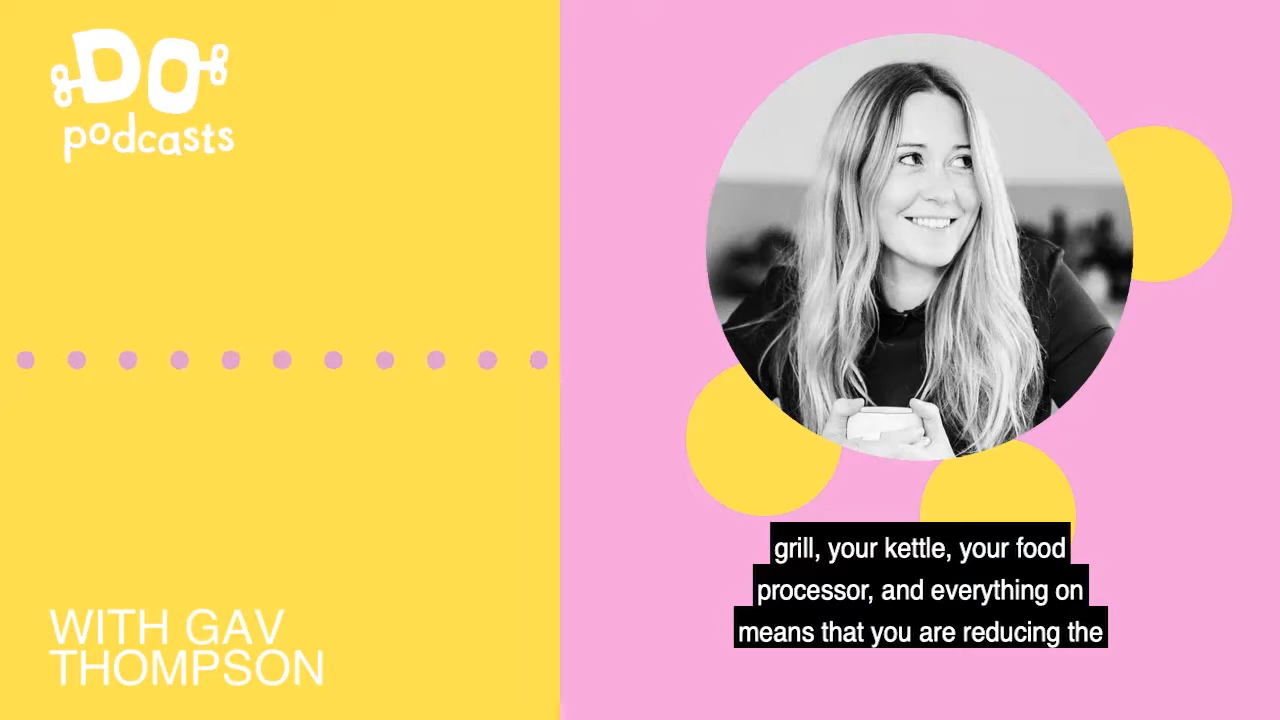 DO
podcasts
WITH GAV
THOMPSON
grill, your kettle, your food
processor, and everything on
means that you are reducing the